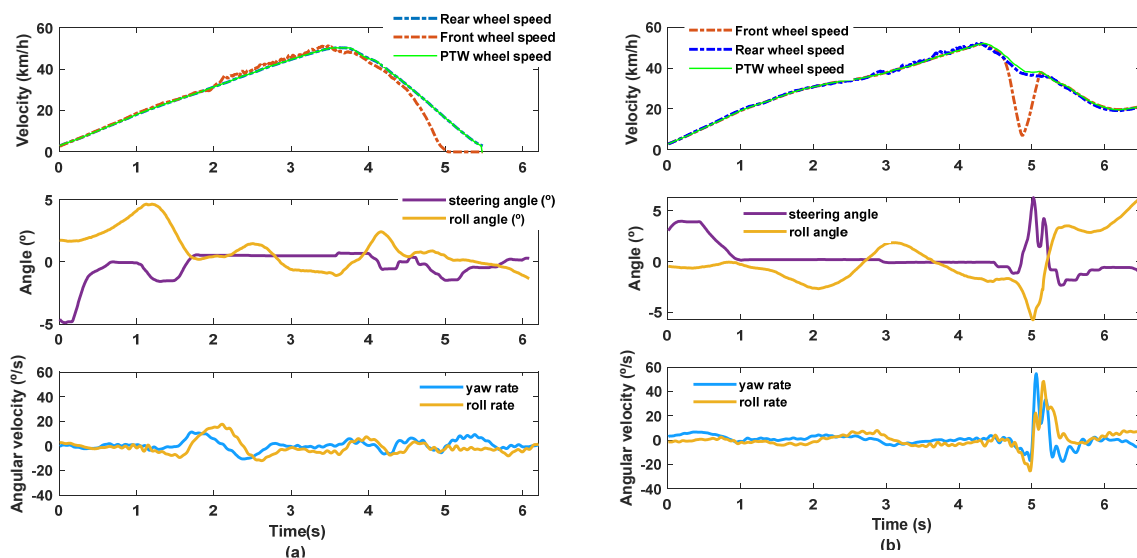 60
40
20
0
Velocity (km/h)
Rear wheel speed
Front wheel speed
PTW wheel speed
0 1 2 3 4 5 6
5
0
-5
Angle (º)
steering angle (º)
roll angle (º)
0 1 2 3 4 5 6
60
40
20
0
-20
-40
Angular velocity (º/s)
yaw rate
roll rate
0 1 2 3 4 5 6
Time(s)
(a)
60
40
20
0
Velocity (km/h)
Front wheel speed
Rear wheel speed
PTW wheel speed
0 1 2 3 4 5 6
5
0
-5
Angle (º)
steering angle
roll angle
0 1 2 3 4 5 6
60
40
20
0
-20
-40
Angular velocity (º/s)
yaw rate
roll rate
0 1 2 3 4 5 6
Time (s)
(b)